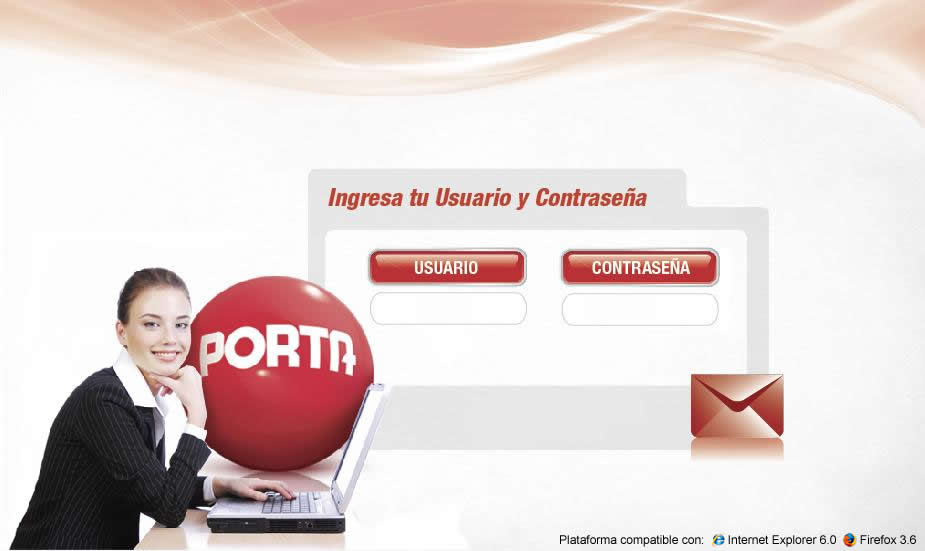 Ingresa tu Usuario y Contraseña
USUARIO
CONTRASEÑA
PORTA
Plataforma compatible con: Internet Explorer 6.0 Firefox 3.6